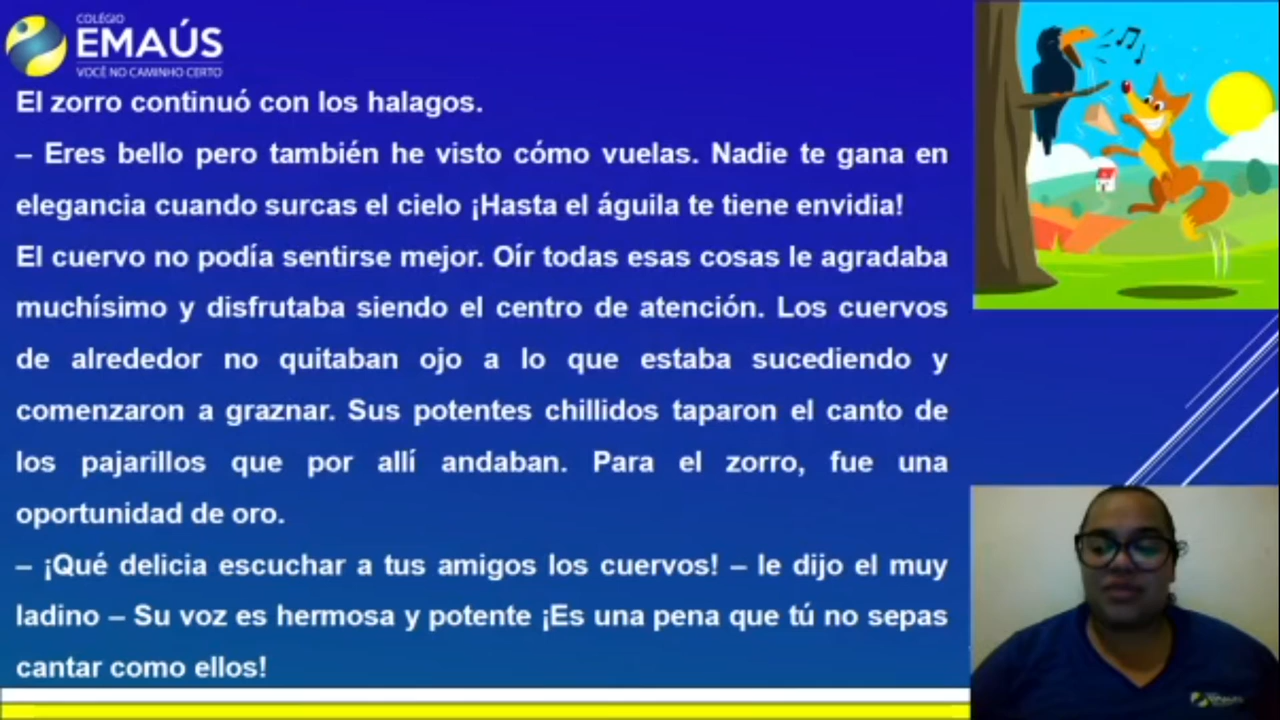 COLÉGIO
EMAÚS
VOCÊ NO CAMINHO CERTO
El zorro continuó con los halagos.
– Eres bello pero también he visto cómo vuelas. Nadie te gana en
elegancia cuando surcas el cielo ¡Hasta el águila te tiene envidia!
El cuervo no podía sentirse mejor. Oír todas esas cosas le agradaba
muchísimo y disfrutaba siendo el centro de atención. Los cuervos
de alrededor no quitaban ojo a lo que estaba sucediendo y
comenzaron a graznar. Sus potentes chillidos taparon el canto de
los pajarillos que por allí andaban. Para el zorro, fue una
oportunidad de oro.
– ¡Qué delicia escuchar a tus amigos los cuervos! – le dijo el muy
ladino – Su voz es hermosa y potente ¡Es una pena que tú no sepas
cantar como ellos!